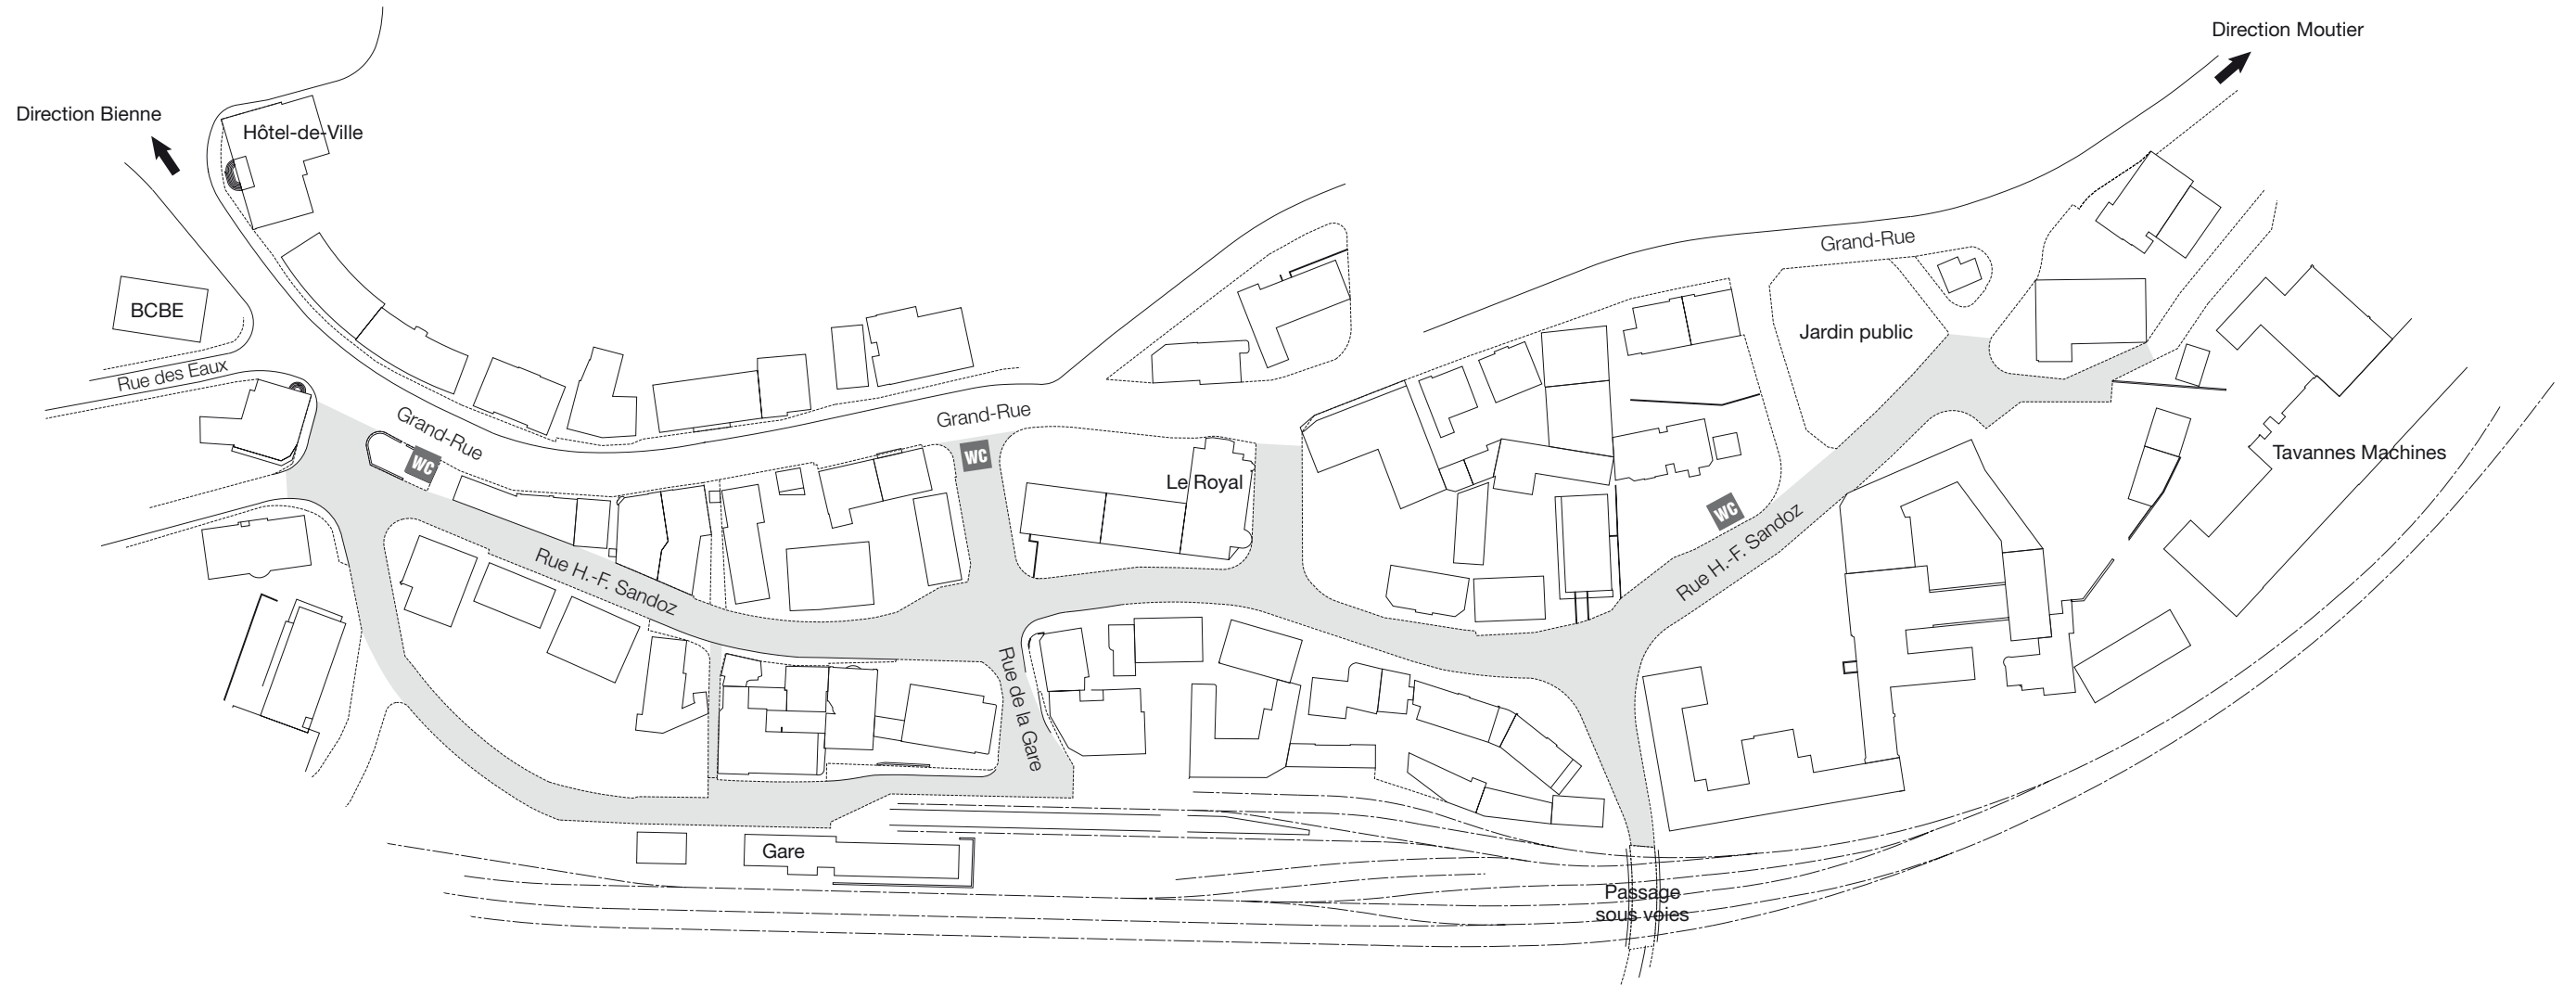 Direction Moutier
Direction Bienne
Hôtel-de-Ville
Grand-Rue
BCBE
Jardin public
Rue des Eaux
Grand-Rue
Grand-Rue
WC
WC
Le Royal
Tavannes Machines
WC
Rue H.-F. Sandoz
Rue H.-F. Sandoz
Rue de la Gare
Gare
Passage
sous voies